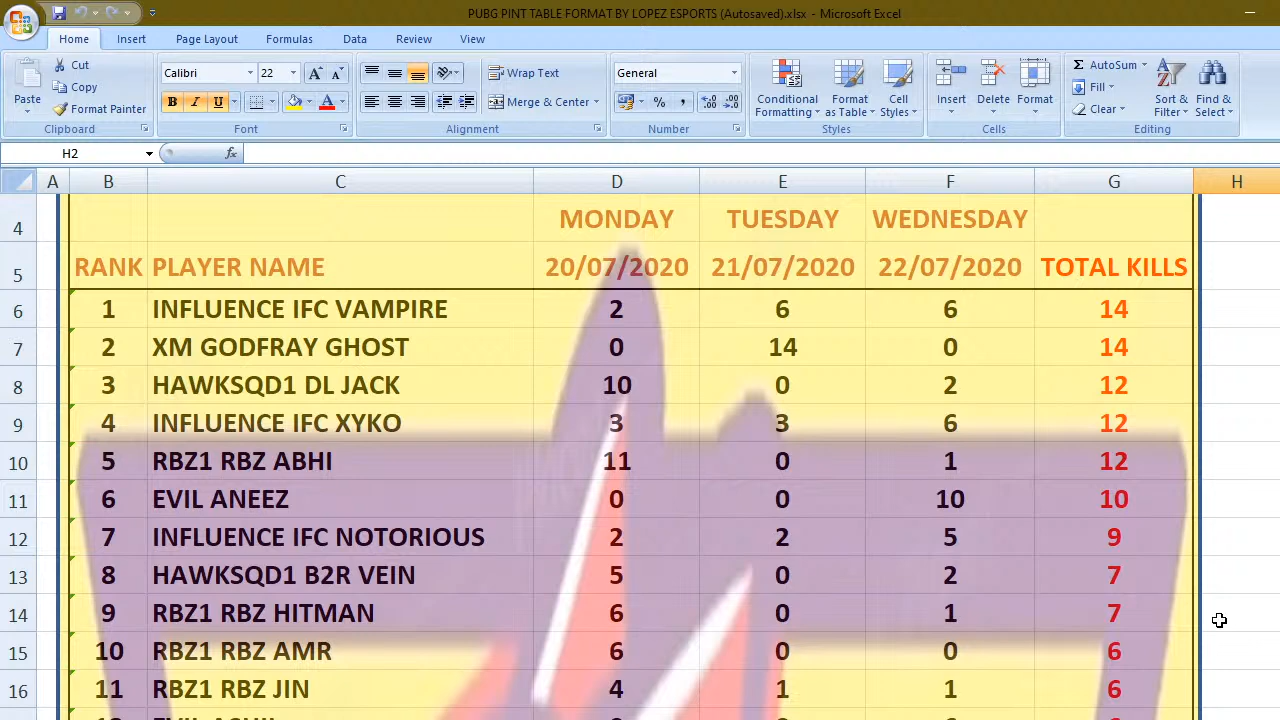 PUBG PINT TABLE FORMAT BY LOPEZ ESPORTS (Autosaved).xlsx - Microsoft Excel
Home Insert Page Layout Formulas Data Review View
Cut
Copy
Format Painter
Paste
Clipboard
Calibri 22
B I U
Font
Wrap Text
Merge & Center
Alignment
General
%
Number
Conditional Formatting
Format as Table
Cell Styles
Styles
Insert Delete Format
Cells
AutoSum
Fill
Clear
Sort & Filter
Find & Select
Editing
H2
fx
A B C D E F G H
4 MONDAY TUESDAY WEDNESDAY
5 RANK PLAYER NAME 20/07/2020 21/07/2020 22/07/2020 TOTAL KILLS
6 1 INFLUENCE IFC VAMPIRE 2 6 6 14
7 2 XM GODFRAY GHOST 0 14 0 14
8 3 HAWKSQD1 DL JACK 10 0 2 12
9 4 INFLUENCE IFC XYKO 3 3 6 12
10 5 RBZ1 RBZ ABHI 11 0 1 12
11 6 EVIL ANEEZ 0 0 10 10
12 7 INFLUENCE IFC NOTORIOUS 2 2 5 9
13 8 HAWKSQD1 B2R VEIN 5 0 2 7
14 9 RBZ1 RBZ HITMAN 6 0 1 7
15 10 RBZ1 RBZ AMR 6 0 0 6
16 11 RBZ1 RBZ JIN 4 1 1 6